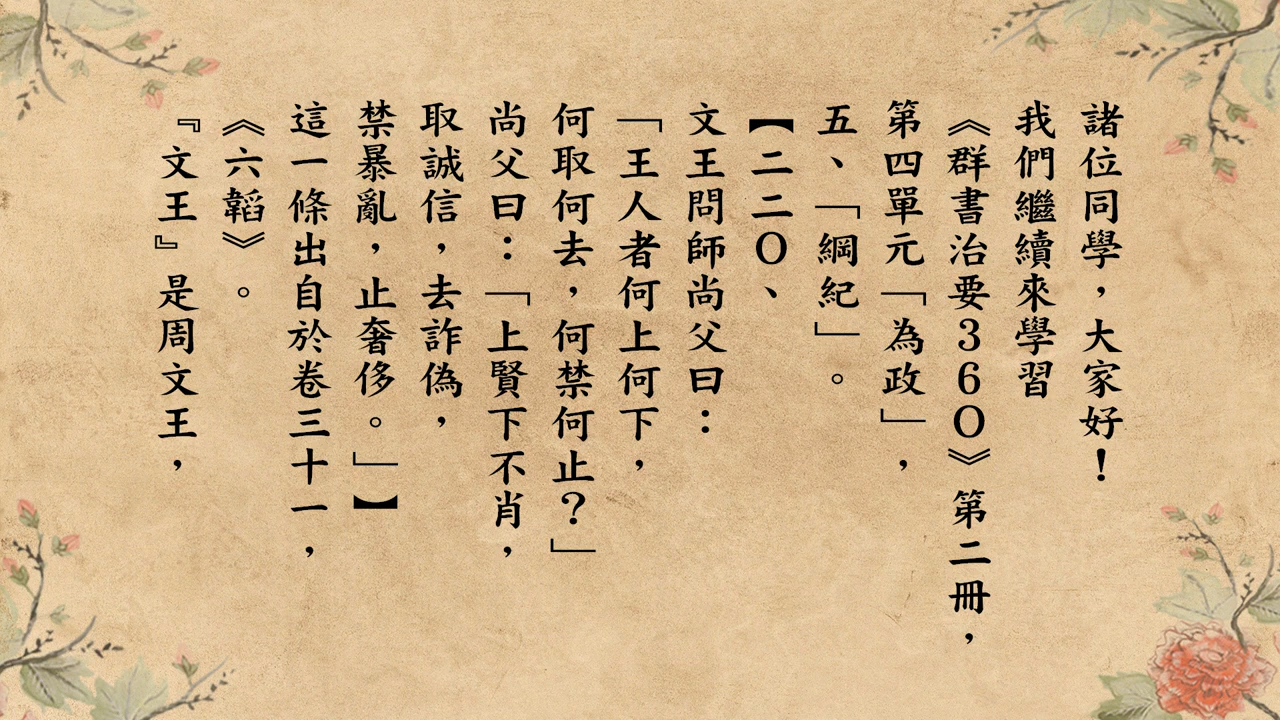 諸位同學，大家好！
我們繼續來學習
《群書治要36０》第二冊，
第四單元「為政」，
五、「綱紀」。
【二二０、
文王問師尚父曰：
「王人者何上何下，
何取何去，何禁何止？」
尚父曰：「上賢下不肖，
取誠信，去詐偽，
禁暴亂，止奢侈。」】
這一條出自於卷三十一，
《六韜》。
『文王』是周文王，